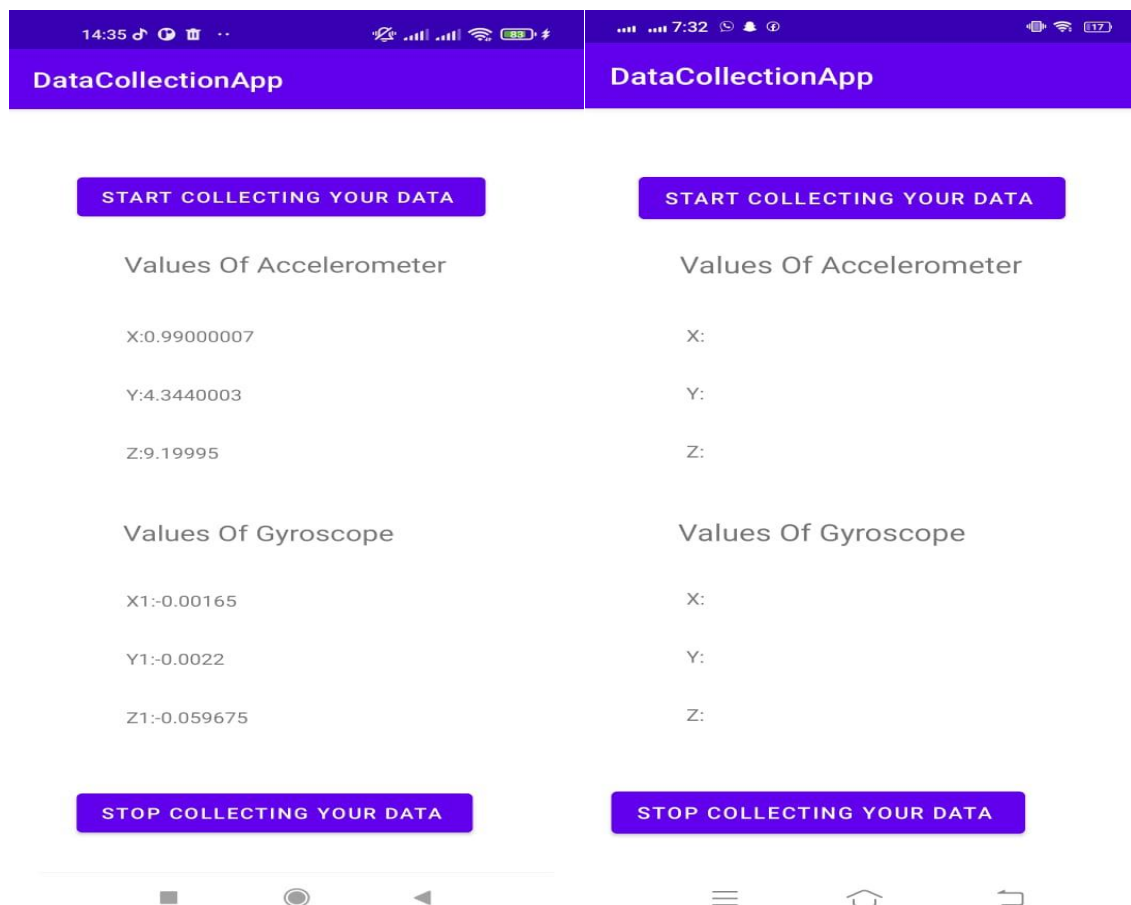 14:35
83
DataCollectionApp
START COLLECTING YOUR DATA
Values Of Accelerometer
X:0.99000007
Y:4.3440003
Z:9.19995
Values Of Gyroscope
X1:-0.00165
Y1:-0.0022
Z1:-0.059675
STOP COLLECTING YOUR DATA
7:32
17
DataCollectionApp
START COLLECTING YOUR DATA
Values Of Accelerometer
X:
Y:
Z:
Values Of Gyroscope
X:
Y:
Z:
STOP COLLECTING YOUR DATA